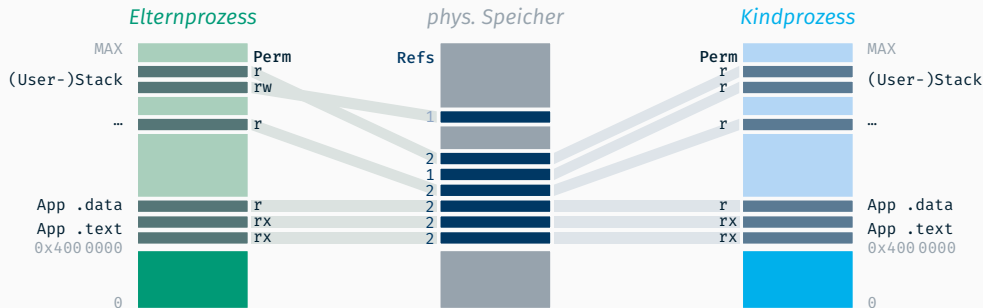 Elternprozess phys. Speicher Kindprozess
MAX Perm Refs Perm MAX
(User-)Stack r r (User-)Stack
rw r
1
… r r …
2
1
2
App .data r 2 r App .data
App .text rx 2 rx App .text
0x400 0000 rx 2 rx 0x400 0000
0 0